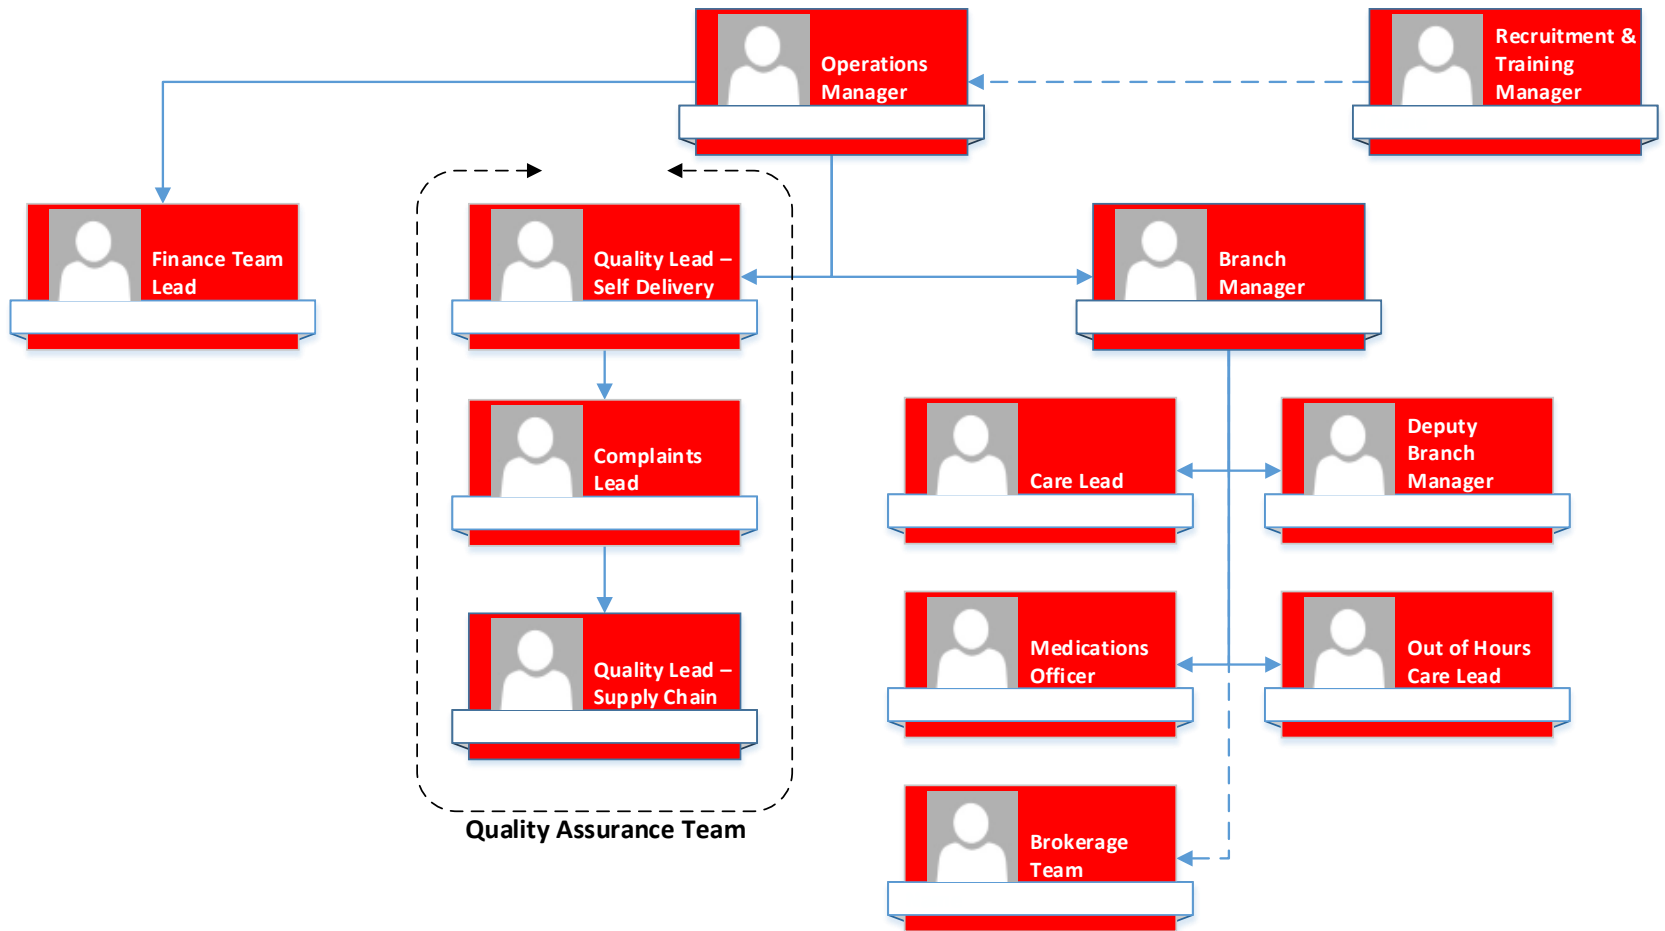 Operations
Manager
Recruitment &
Training
Manager
Finance Team
Lead
Quality Lead –
Self Delivery
Branch
Manager
Complaints
Lead
Care Lead
Deputy
Branch
Manager
Quality Lead –
Supply Chain
Medications
Officer
Out of Hours
Care Lead
Quality Assurance Team
Brokerage
Team